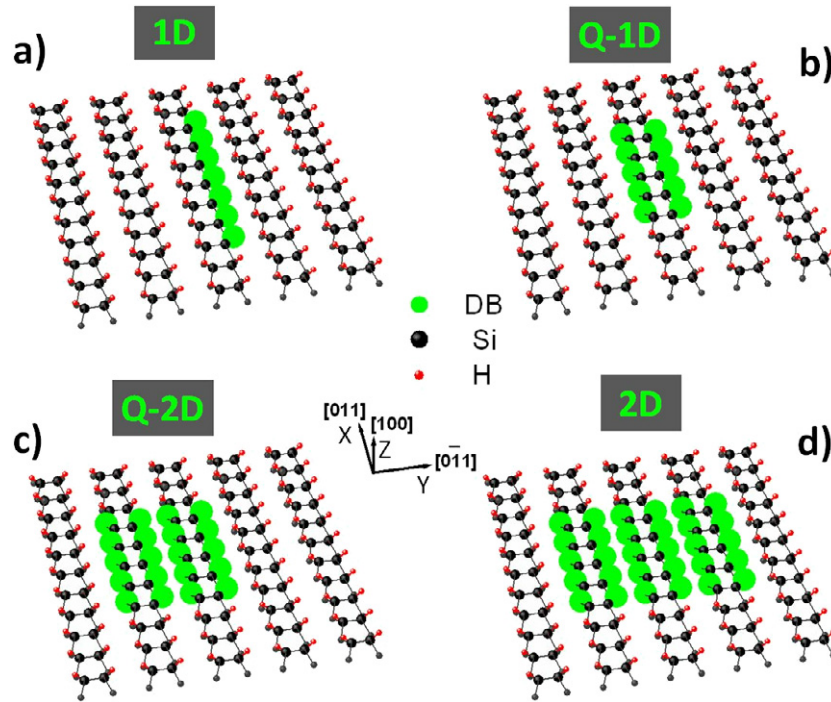 1D
Q-1D
a)
b)
DB
Si
H
Q-2D
2D
c)
d)
[011]
[100]
X
Z
[01̄1]
Y